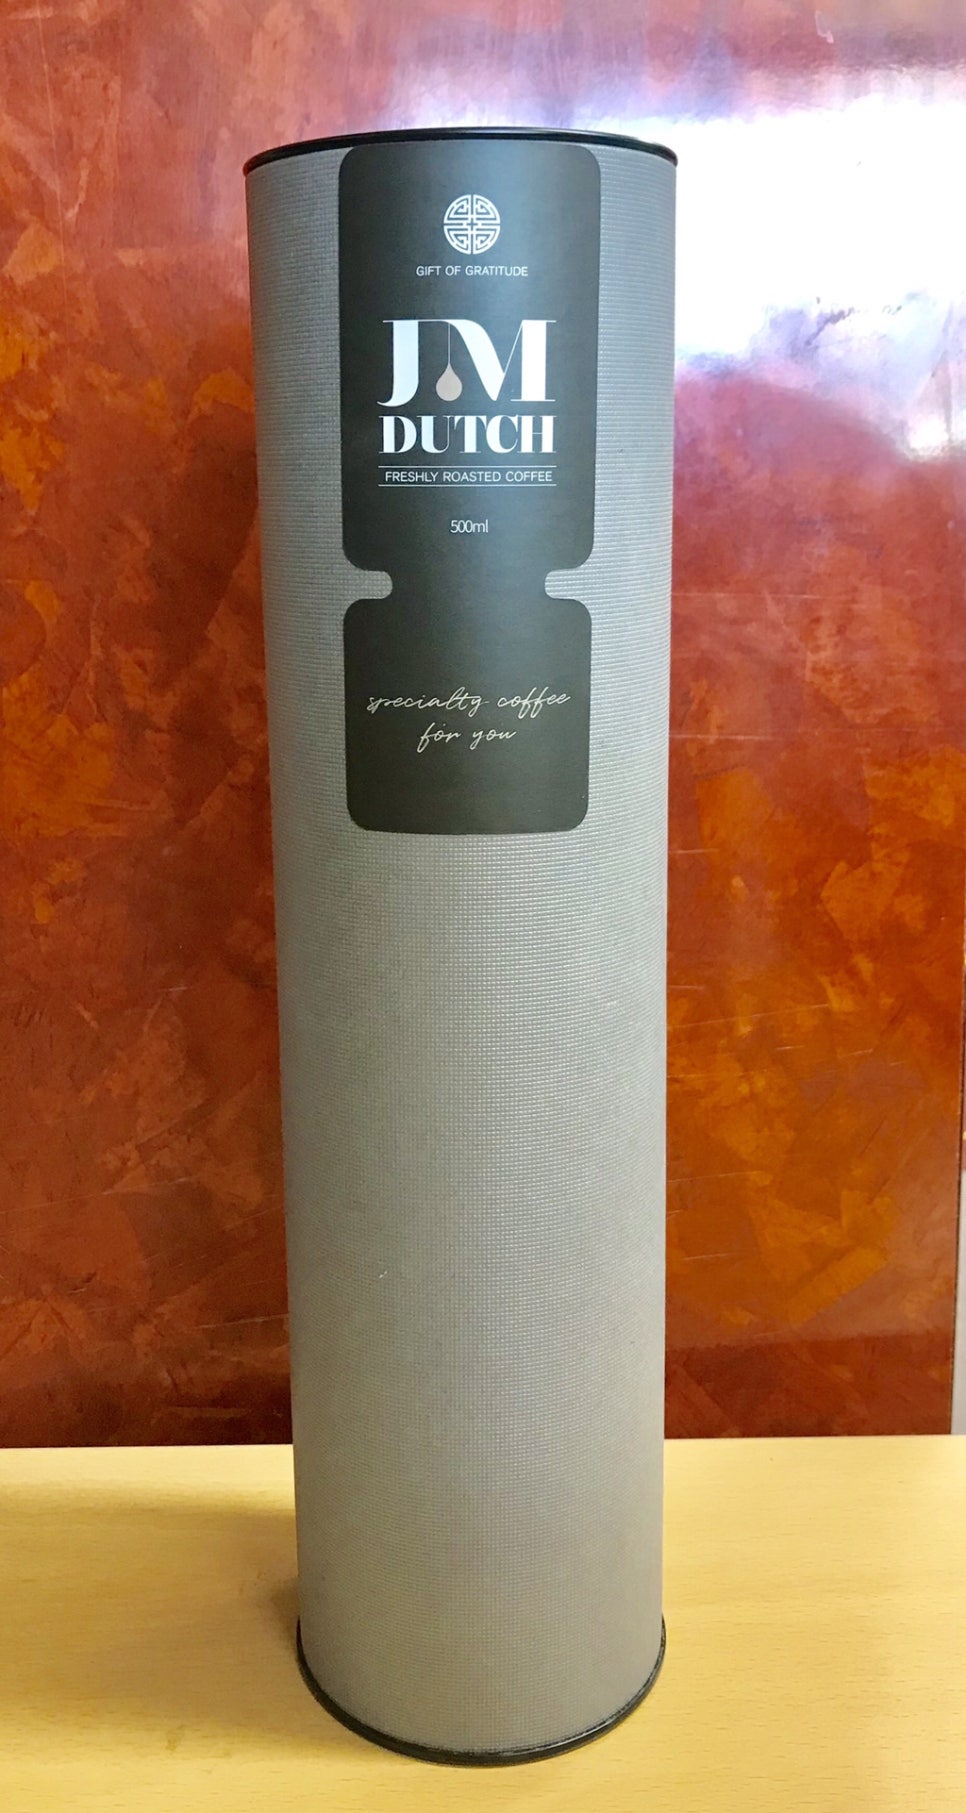 GIFT OF GRATITUDE
JM
DUTCH
FRESHLY ROASTED COFFEE
500ml
specialty coffee
for you